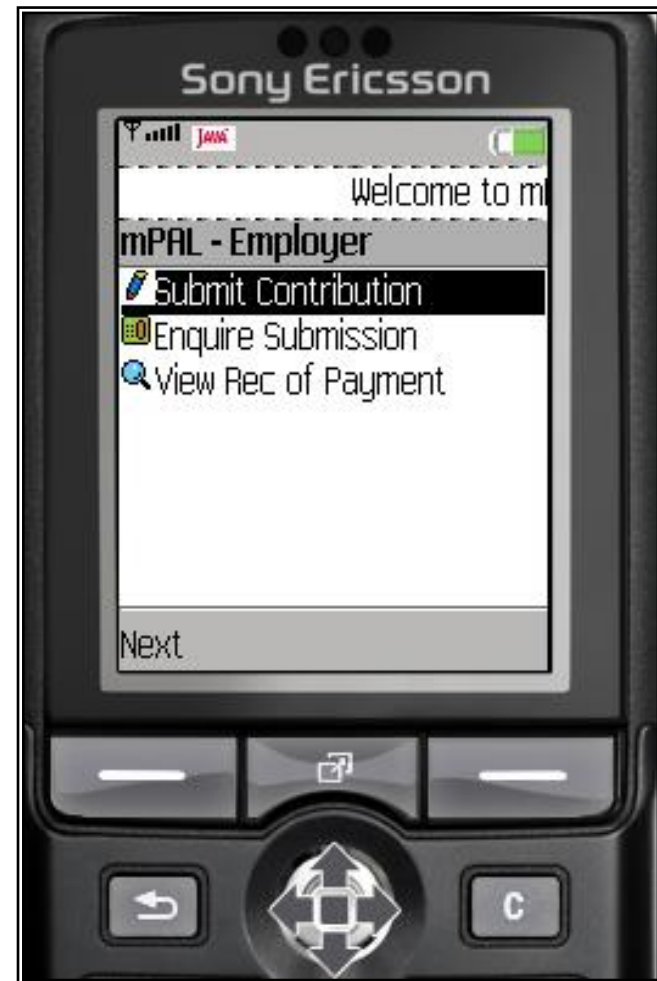 Sony Ericsson
JAVA
Welcome to m
mPAL - Employer
Submit Contribution
Enquire Submission
View Rec of Payment
Next
C